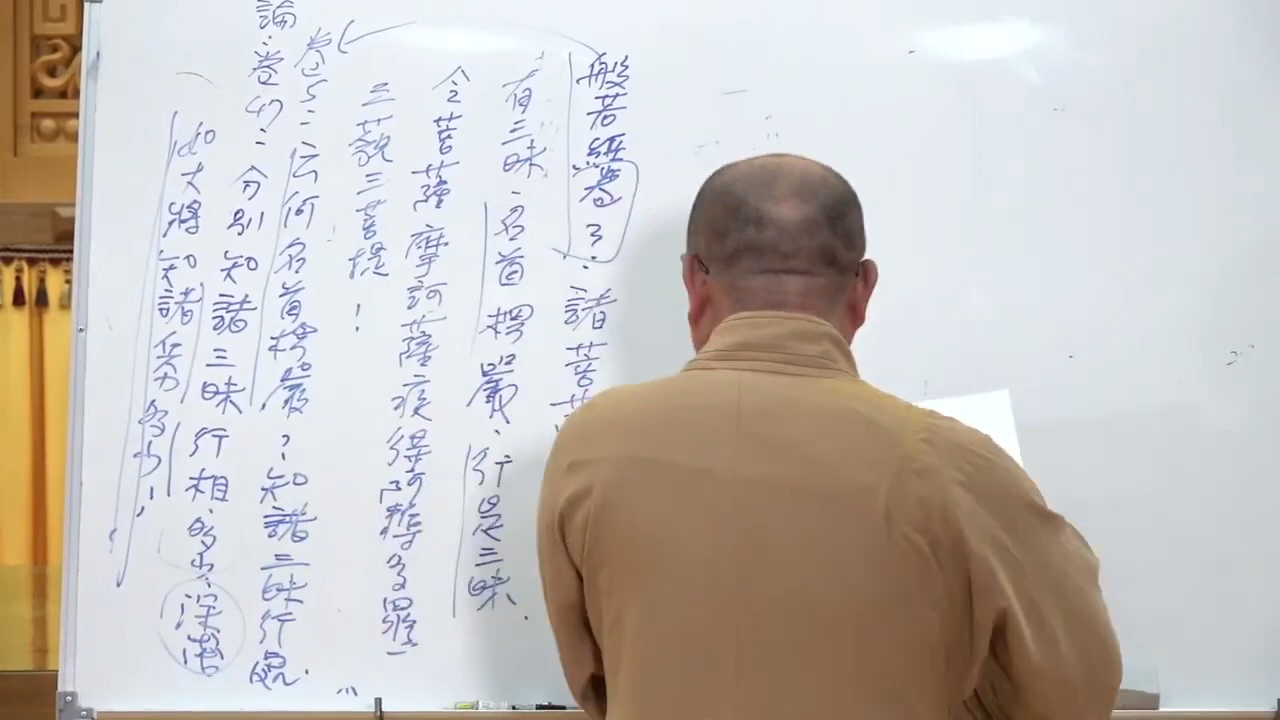 般若經卷3：諸菩
有三昧，名首楞嚴，行是三昧
令菩薩摩訶薩疾得阿耨多羅
三藐三菩提！
卷5：云何名首楞嚴？知諸三昧行處
論：卷47：分別知諸三昧行相多少，深淺
如大將知諸兵力多少